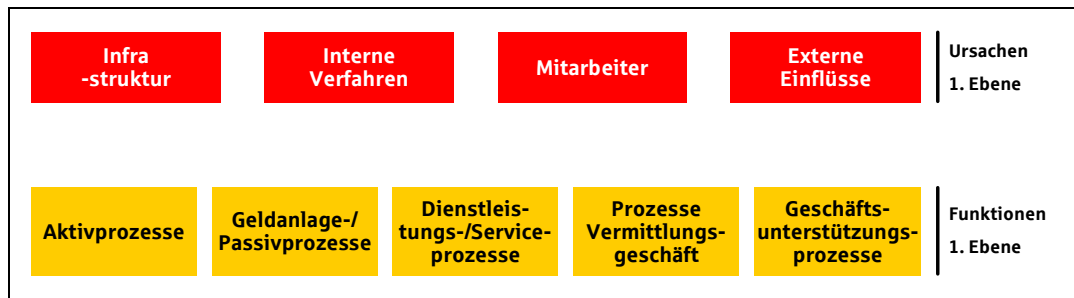 Infra
-struktur
Interne
Verfahren
Mitarbeiter
Externe
Einflüsse
Ursachen
1. Ebene
Aktivprozesse
Geldanlage-/
Passivprozesse
Dienstleis-
tungs-/Service-
prozesse
Prozesse
Vermittlungs-
geschäft
Geschäfts-
unterstützungs-
prozesse
Funktionen
1. Ebene